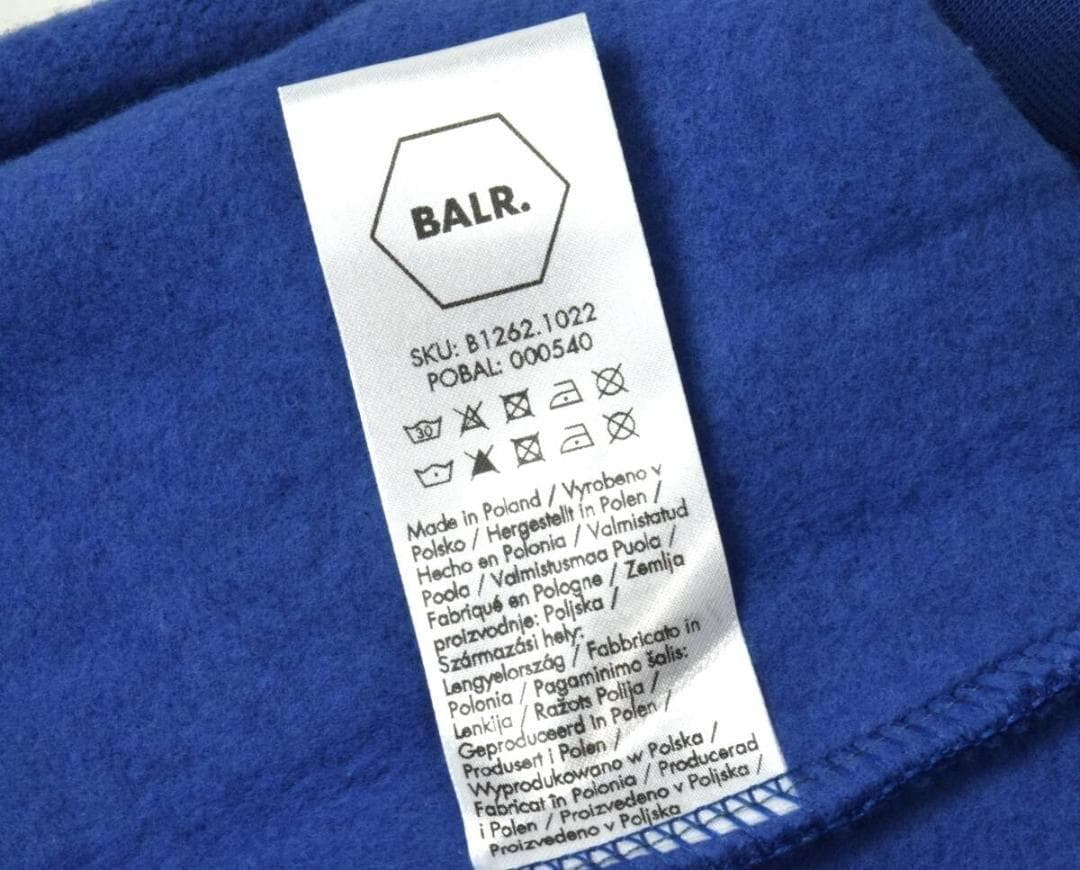 BALR.
SKU: B1262.1022
POBAL: 000540
30
Made in Poland / Vyrobeno v
Polsko / Hergestellt in Polen /
Hecho en Polonia / Valmistatud
Poola / Valmistusmaa Puola /
Fabriqué en Pologne / Zemlja
proizvodnje: Poljska /
Származási hely:
Lengyelország / Fabbricato in
Polonia / Pagaminimo šalis:
Lenkija / Ražots Polija /
Geproduceerd in Polen /
Produsert i Polen /
Wyprodukowano w Polska /
Fabricat în Polonia / Producerad
i Polen / Proizvedeno v Poljska /
Proizvedeno v Poljska